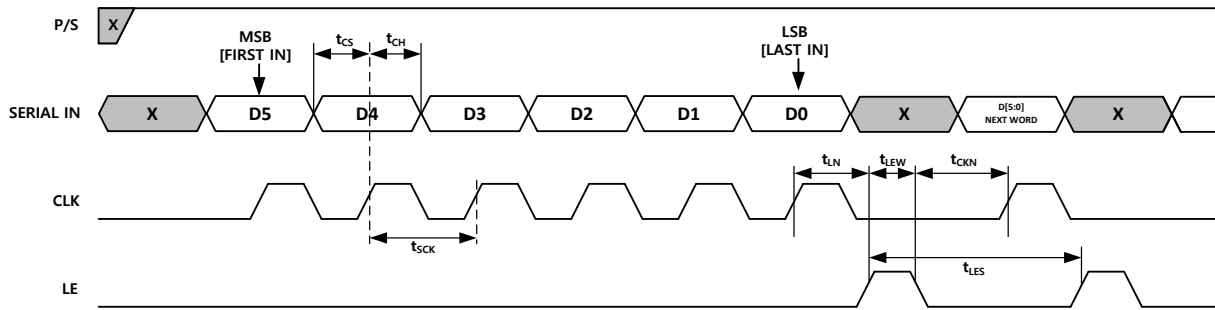 P/S
X
MSB
[FIRST IN]
tCS
tCH
LSB
[LAST IN]
SERIAL IN
X
D5
D4
D3
D2
D1
D0
X
D[5:0]
NEXT WORD
X
tLN
tLEW
tCKN
CLK
tSCK
tLES
LE